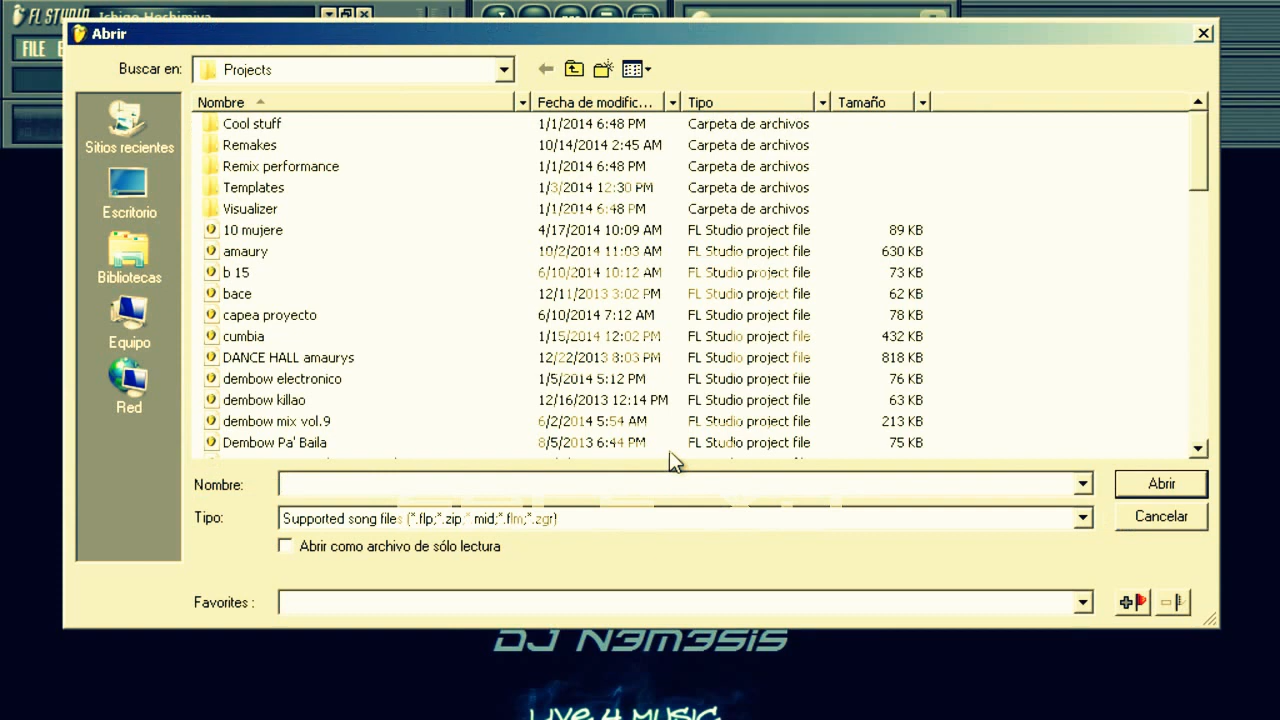 FL STUDIO Ichigo Hoshimiya
FILE
Abrir
Buscar en: Projects
Nombre Fecha de modific... Tipo Tamaño
Cool stuff 1/1/2014 6:48 PM Carpeta de archivos
Remakes 10/14/2014 2:45 AM Carpeta de archivos
Remix performance 1/1/2014 6:48 PM Carpeta de archivos
Templates 1/3/2014 12:30 PM Carpeta de archivos
Visualizer 1/1/2014 6:48 PM Carpeta de archivos
10 mujere 4/17/2014 10:09 AM FL Studio project file 89 KB
amaury 10/2/2014 11:03 AM FL Studio project file 630 KB
b 15 6/10/2014 10:12 AM FL Studio project file 73 KB
bace 12/11/2013 3:02 PM FL Studio project file 62 KB
capea proyecto 6/10/2014 7:12 AM FL Studio project file 78 KB
cumbia 1/15/2014 12:02 PM FL Studio project file 432 KB
DANCE HALL amaurys 12/22/2013 8:03 PM FL Studio project file 818 KB
dembow electronico 1/5/2014 5:12 PM FL Studio project file 76 KB
dembow killao 12/16/2013 12:14 PM FL Studio project file 63 KB
dembow mix vol.9 6/2/2014 5:54 AM FL Studio project file 213 KB
Dembow Pa' Baila 8/5/2013 6:44 PM FL Studio project file 75 KB
Sitios recientes
Escritorio
Bibliotecas
Equipo
Red
Nombre: Abrir
Tipo: Supported song files (*.flp;*.zip;*.mid;*.flm;*.zgr) Cancelar
Abrir como archivo de sólo lectura
Favorites :
DJ N3M3SIS
LIVE 4 MUSIC